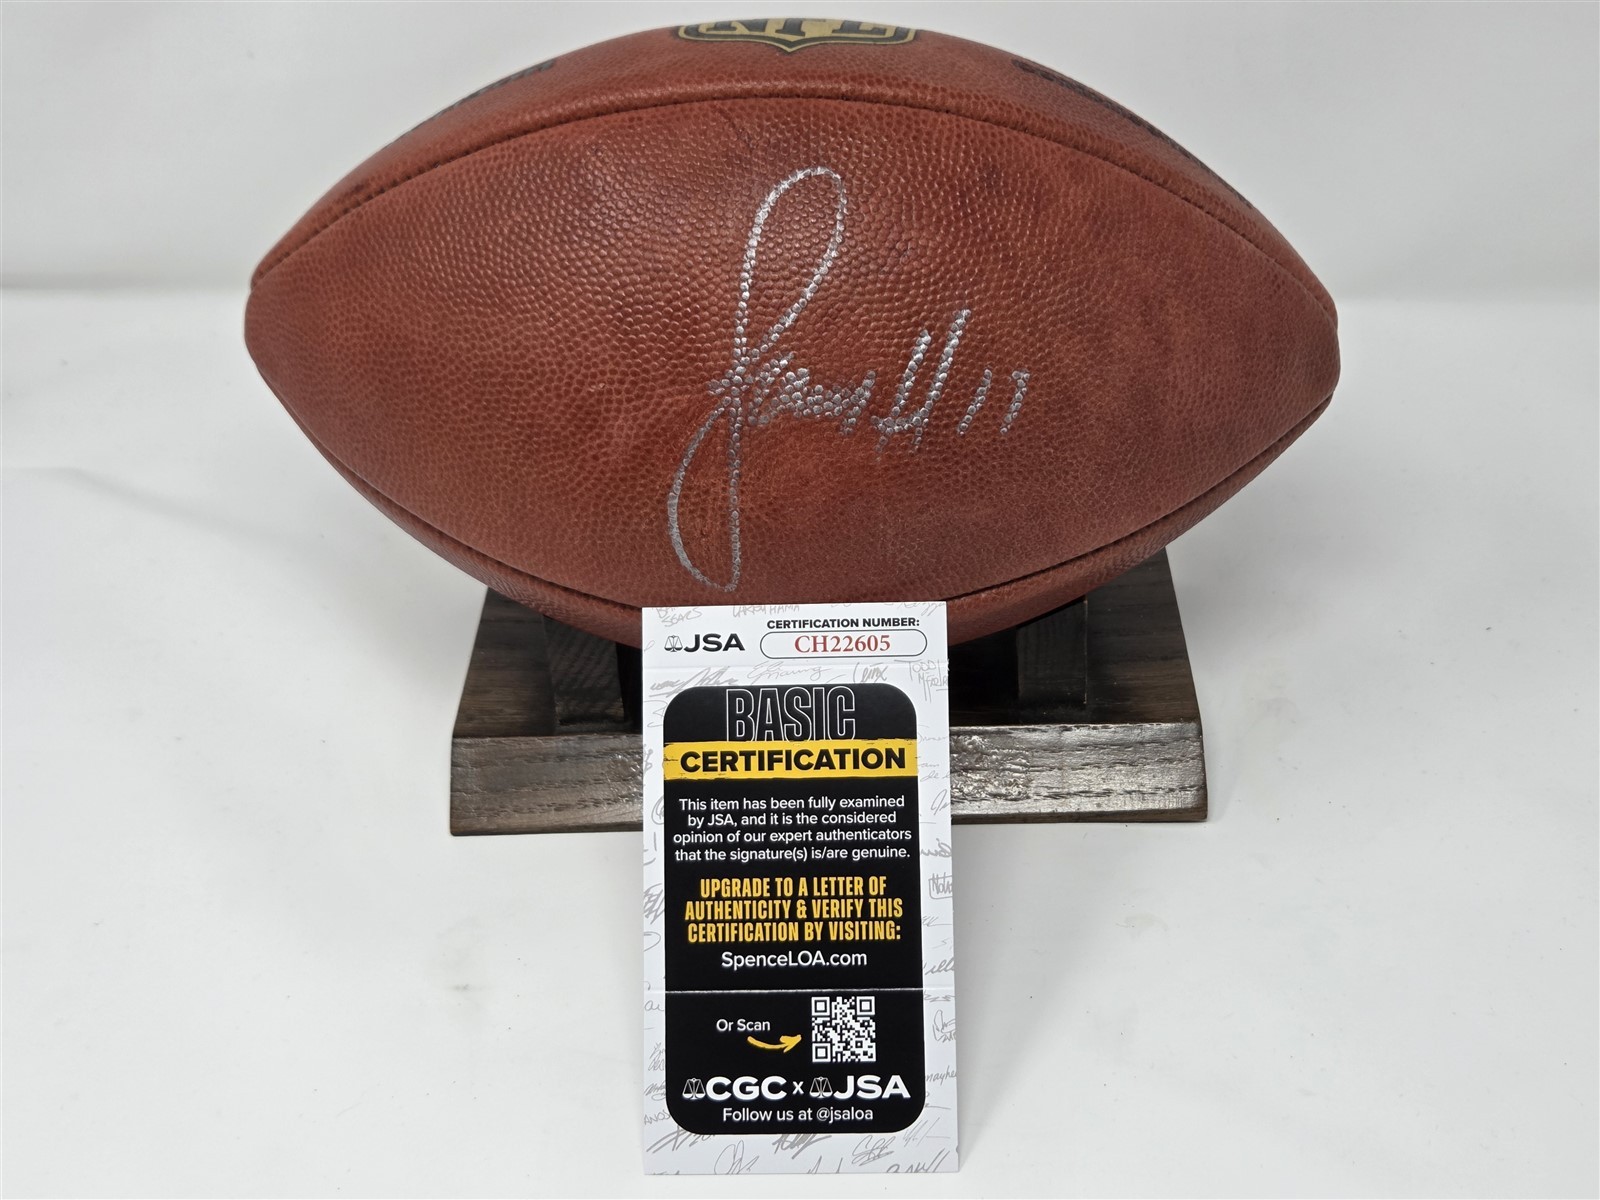 NFL
#17
JSA
CERTIFICATION NUMBER:
CH22605
BASIC
CERTIFICATION
This item has been fully examined
by JSA, and it is the considered
opinion of our expert authenticators
that the signature(s) is/are genuine.
UPGRADE TO A LETTER OF
AUTHENTICITY & VERIFY THIS
CERTIFICATION BY VISITING:
SpenceLOA.com
Or Scan
CGC x JSA
Follow us at @jsaloa